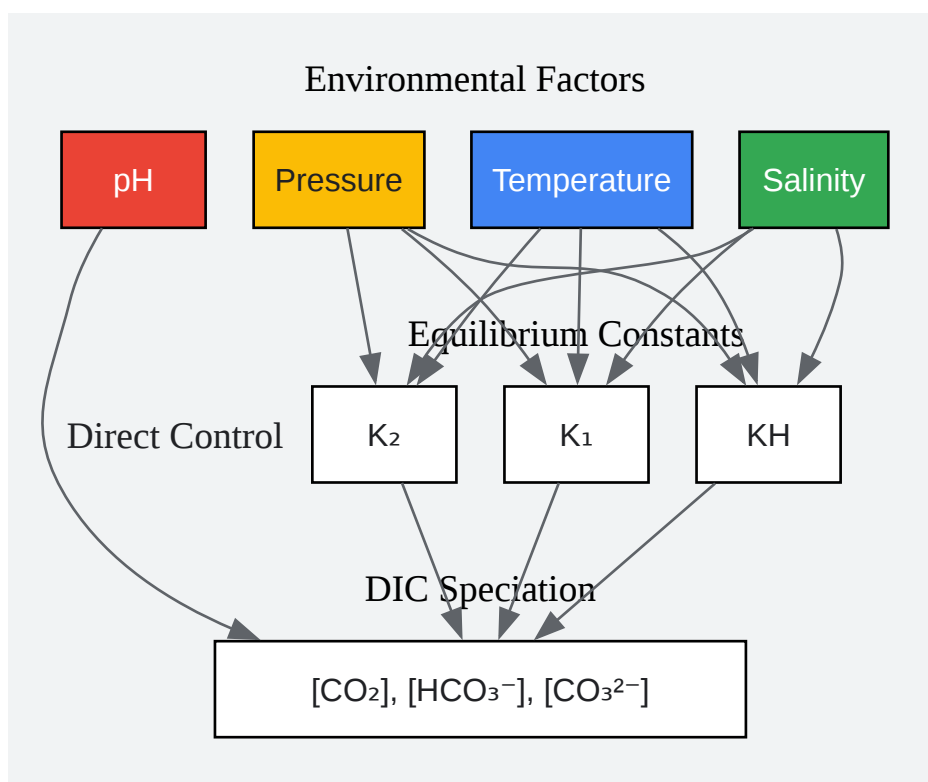 Environmental Factors
pH
Pressure
Temperature
Salinity
Equilibrium Constants
Direct Control
K₂
K₁
KH
DIC Speciation
[CO₂], [HCO₃⁻], [CO₃²⁻]